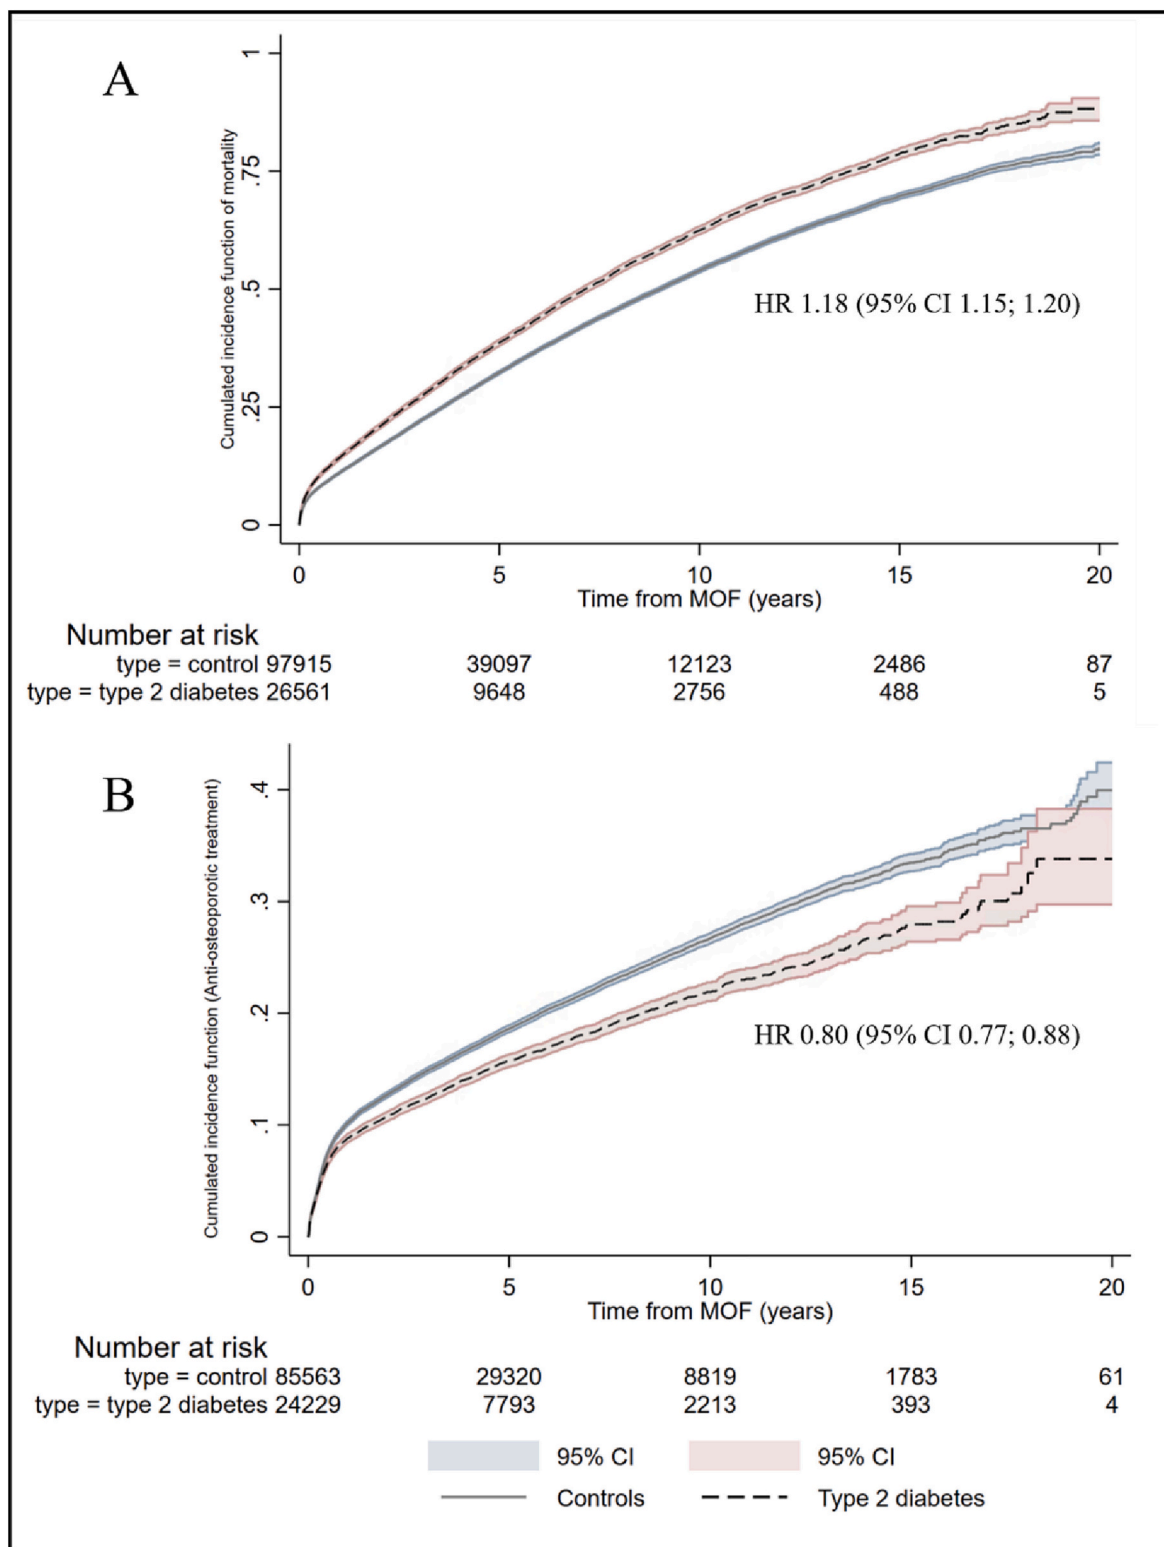 A
Cumulated incidence function of mortality
1
.75
.5
.25
0
HR 1.18 (95% CI 1.15; 1.20)
0 5 10 15 20
Time from MOF (years)
Number at risk
type = control 97915 39097 12123 2486 87
type = type 2 diabetes 26561 9648 2756 488 5
B
Cumulated incidence function (Anti-osteoporotic treatment)
.4
.3
.2
.1
0
HR 0.80 (95% CI 0.77; 0.88)
0 5 10 15 20
Time from MOF (years)
Number at risk
type = control 85563 29320 8819 1783 61
type = type 2 diabetes 24229 7793 2213 393 4
95% CI 95% CI
Controls Type 2 diabetes